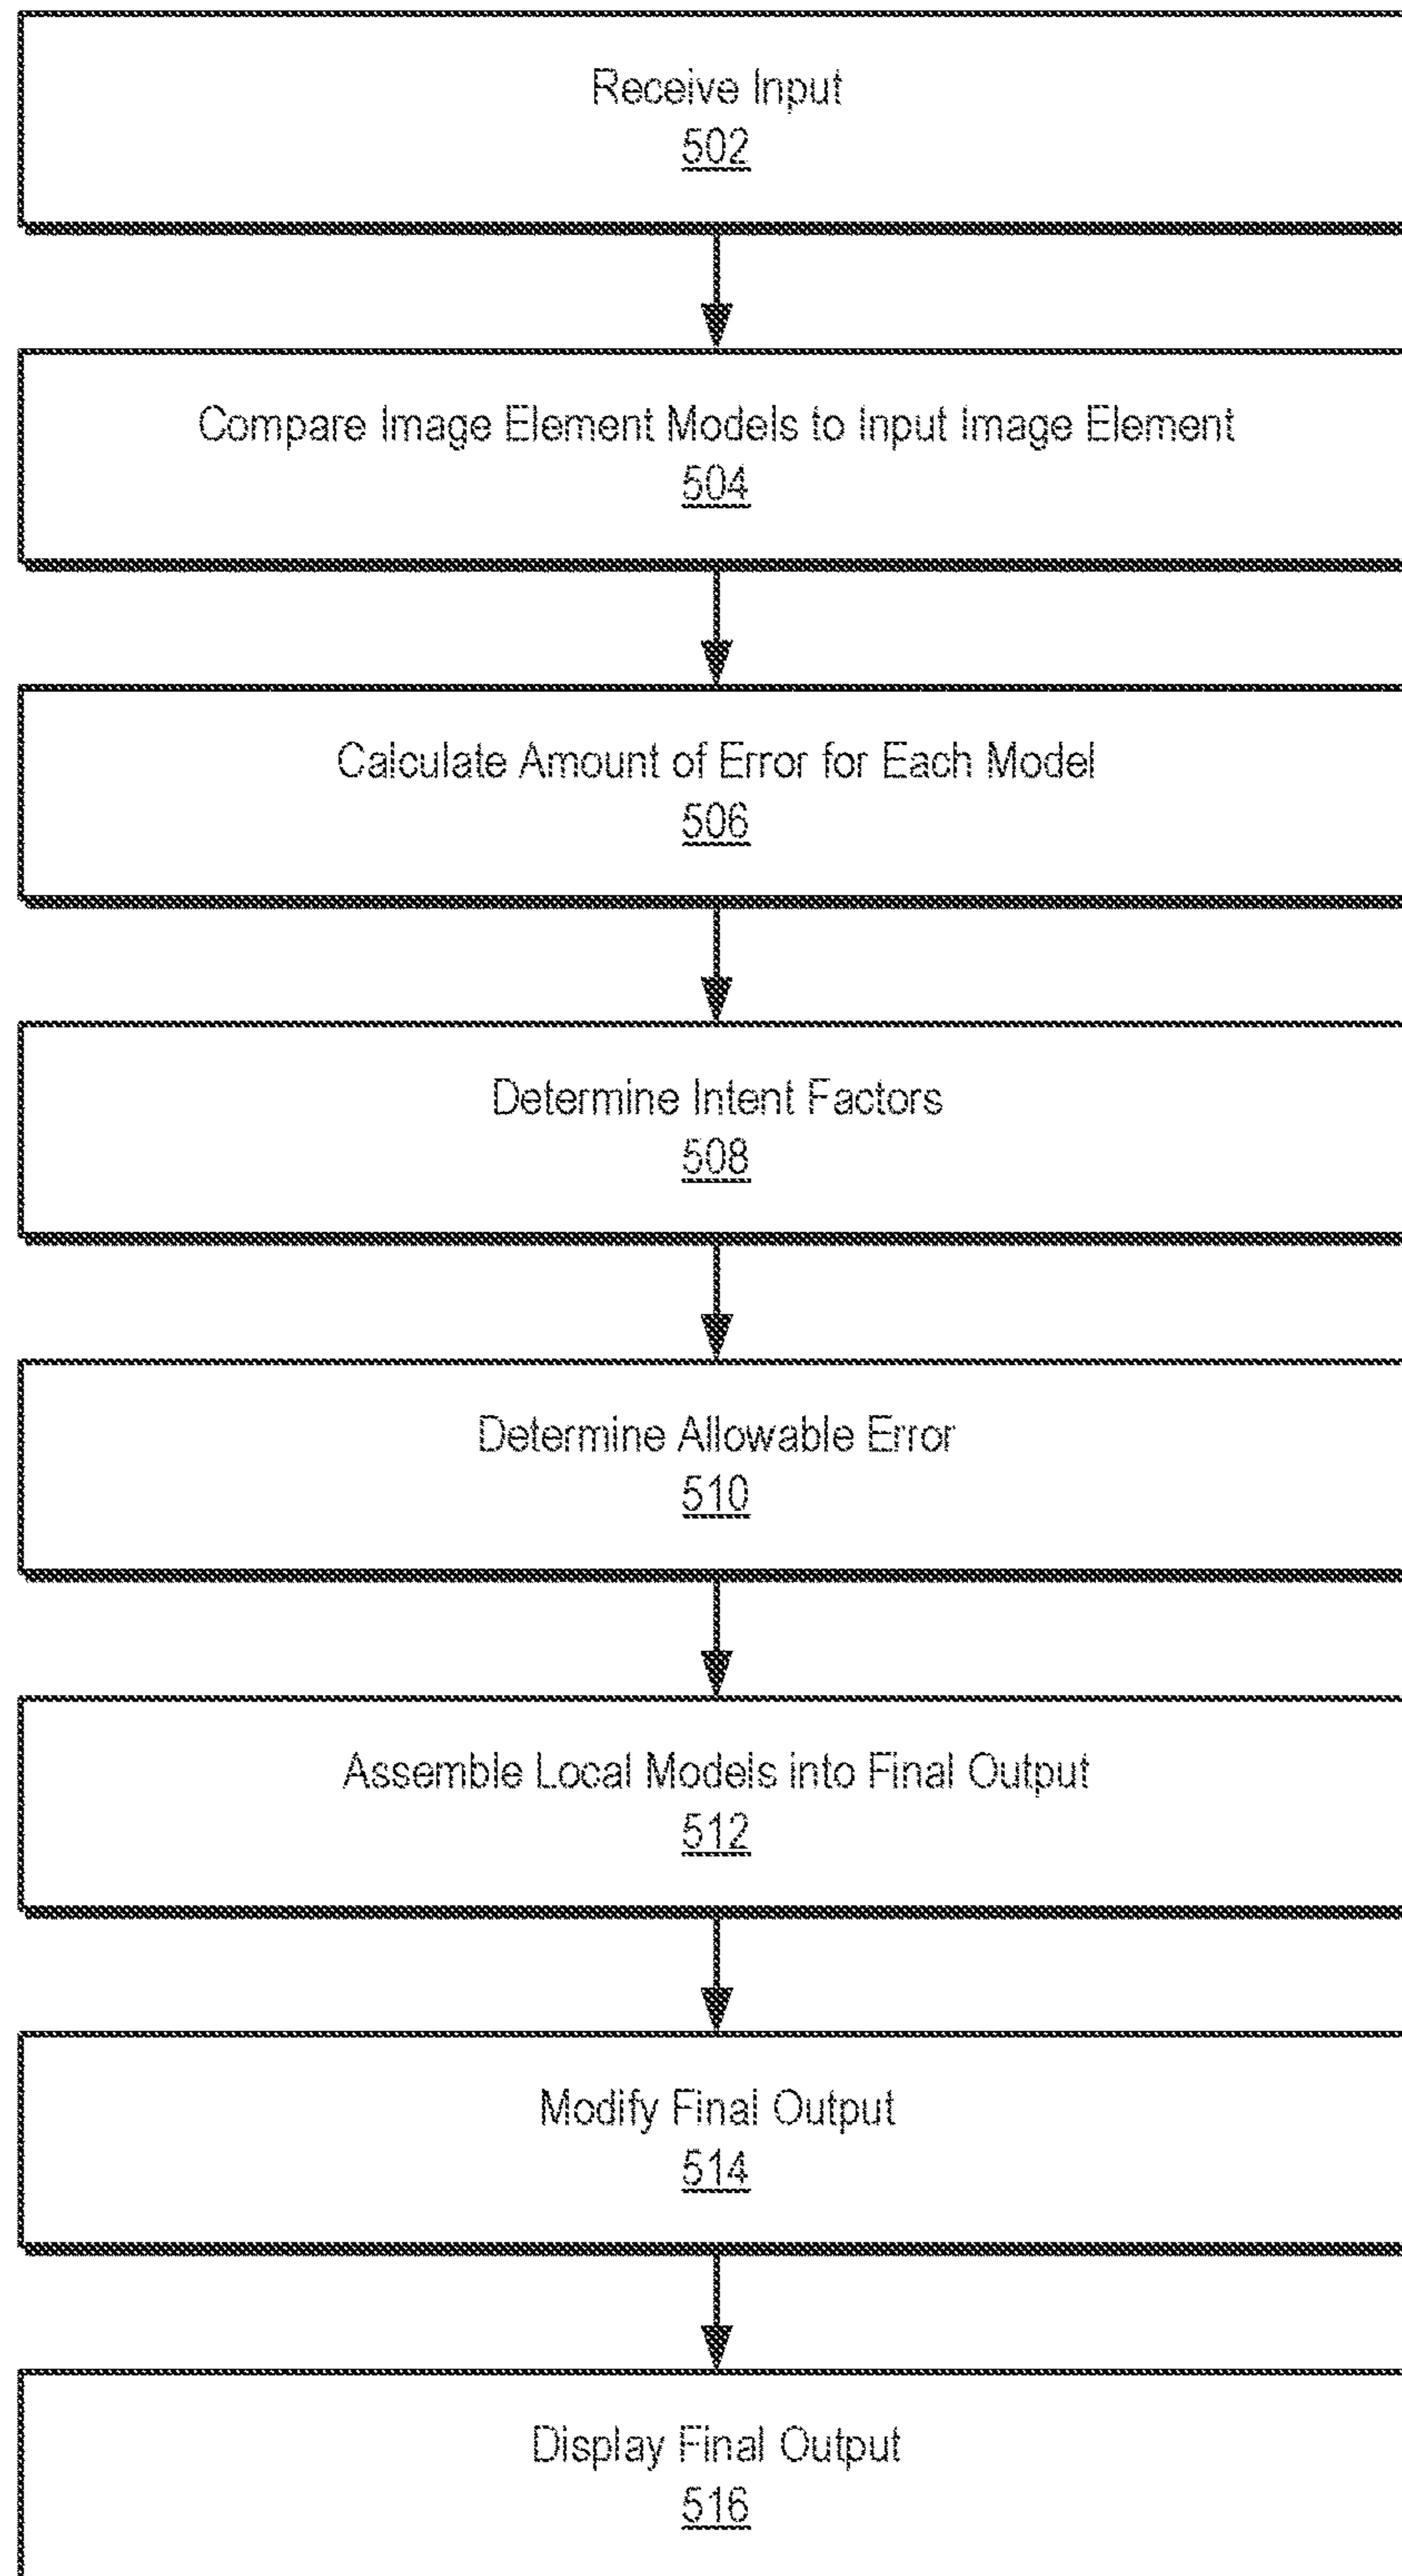 Receive Input
502
Compare Image Element Models to Input Image Element
504
Calculate Amount of Error for Each Model
506
Determine Intent Factors
508
Determine Allowable Error
510
Assemble Local Models into Final Output
512
Modify Final Output
514
Display Final Output
516